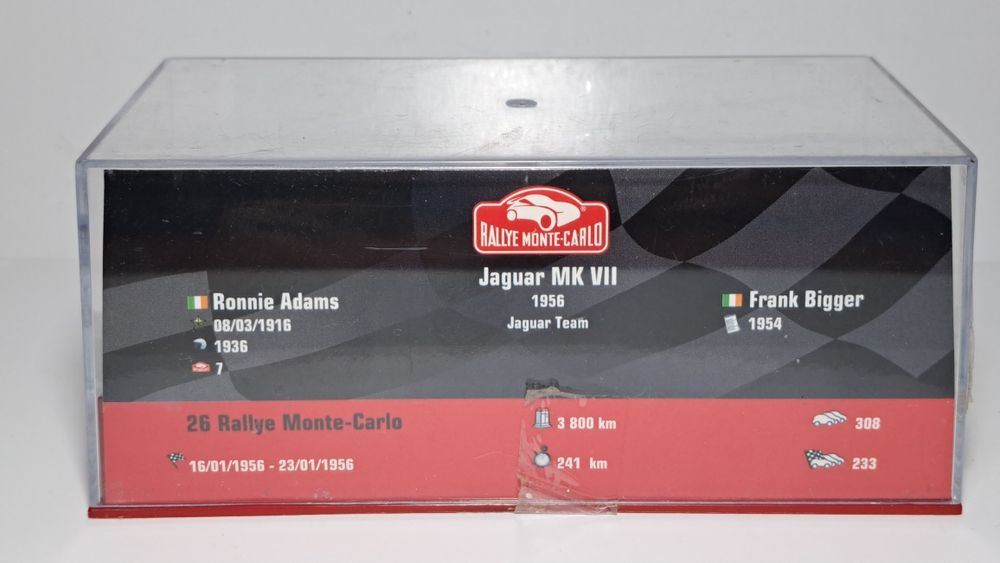 RALLYE MONTE-CARLO
Jaguar MK VII
1956
Jaguar Team
Ronnie Adams
08/03/1916
1936
7
Frank Bigger
1954
26 Rallye Monte-Carlo
16/01/1956 - 23/01/1956
3 800 km
241 km
308
233